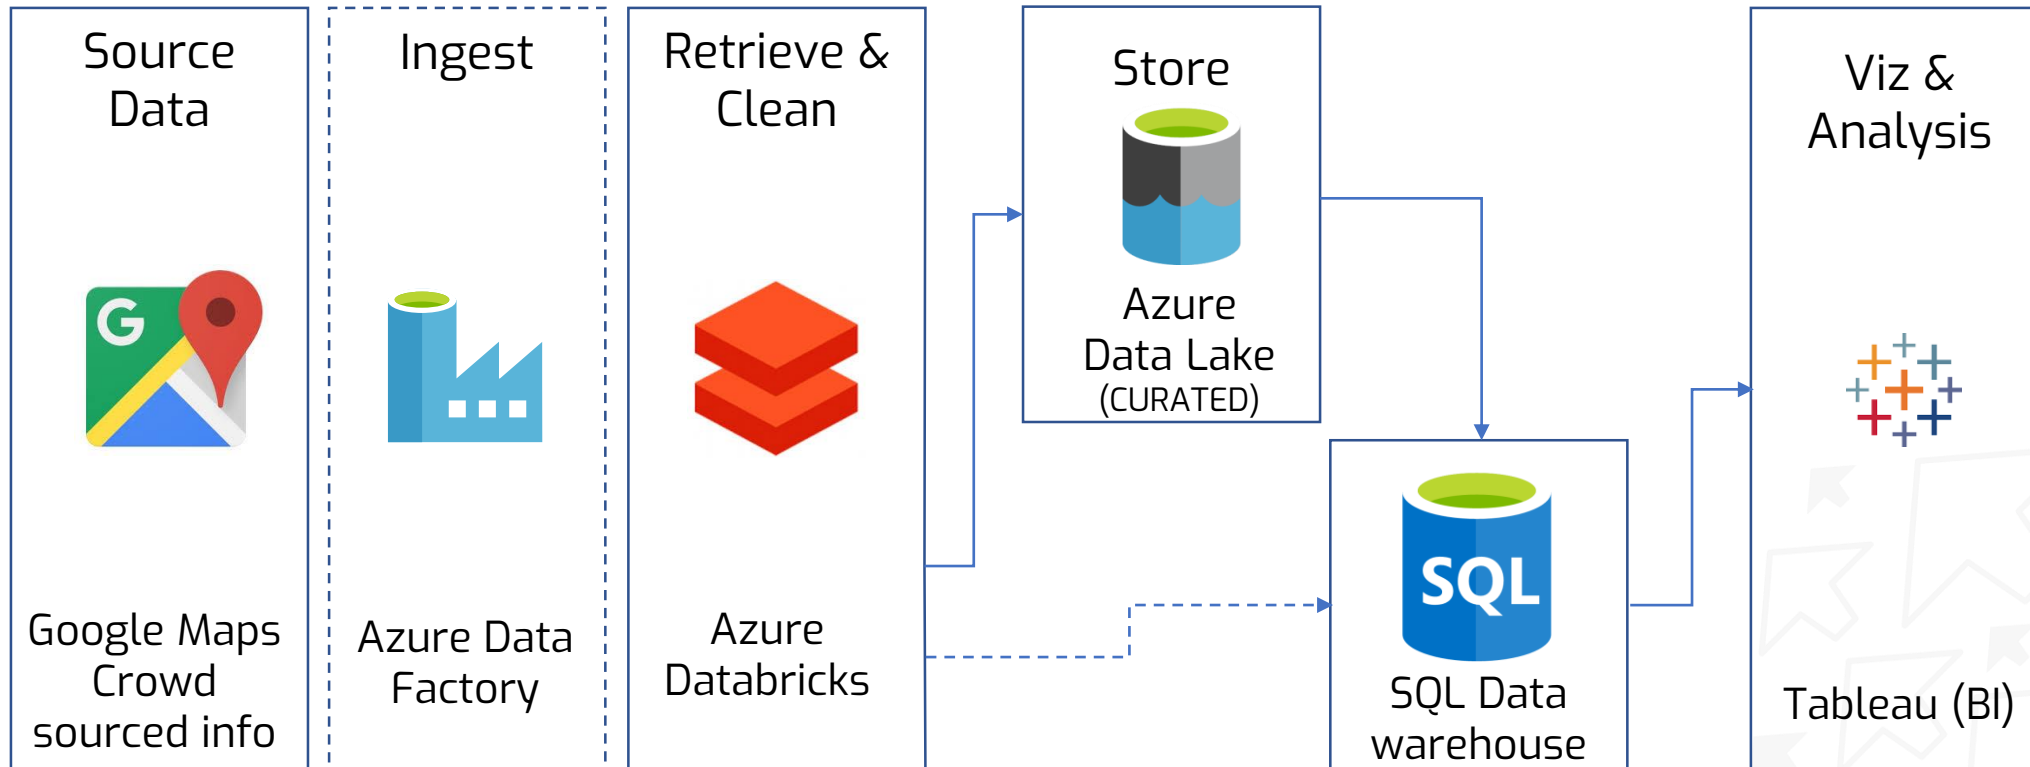 Source
Data
G
Google Maps
Crowd
sourced info
Ingest
Azure Data
Factory
Retrieve &
Clean
Azure
Databricks
Store
Azure
Data Lake
(CURATED)
SQL
SQL Data
warehouse
Viz &
Analysis
Tableau (BI)